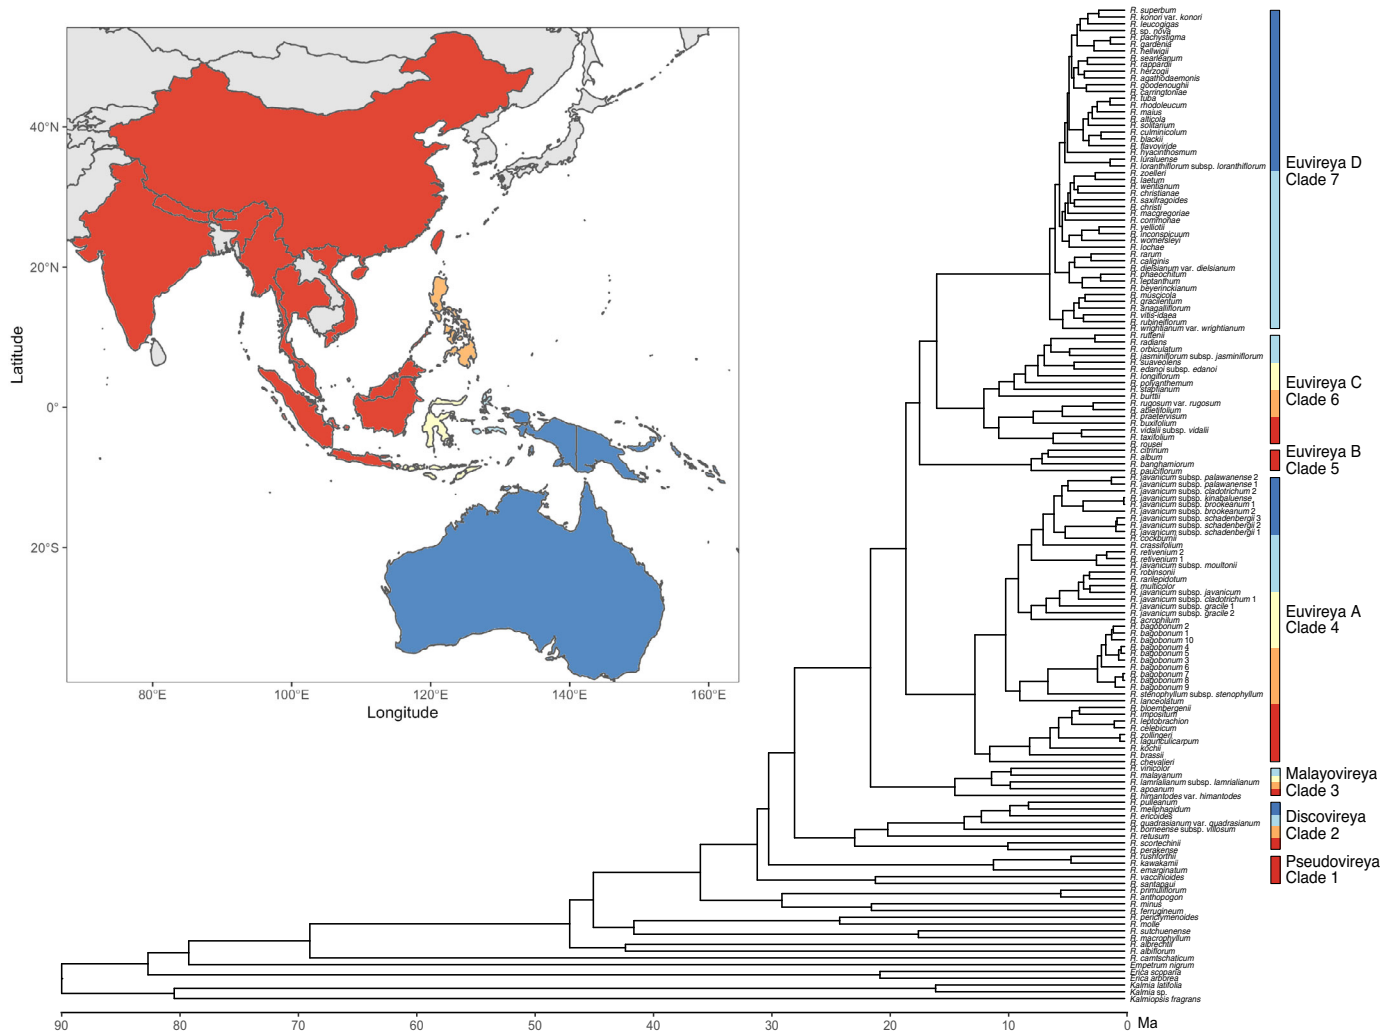 40°N
20°N
0°
20°S
Latitude
80°E
100°E
120°E
140°E
160°E
Longitude
R. superbum
R. konori var. konori
R. leucogigas
R. sp. nova
R. pachystigma
R. gardenia
R. hellwigii
R. searleanum
R. rappardii
R. herzogii
R. agathodaemonis
R. goodenoughii
R. carringtoniae
R. tuba
R. rhodoleucum
R. maius
R. alticola
R. solitarium
R. culminicolum
R. blackii
R. flavoviride
R. hyacinthosmum
R. luraluense
R. loranthiflorum subsp. loranthiflorum
R. zoelleri
R. laetum
R. wentianum
R. christianae
R. saxifragoides
R. christi
R. macgregoriae
R. commonae
R. yelliotii
R. inconspicuum
R. womersleyi
R. lochae
R. rarum
R. caliginis
R. dielsianum var. dielsianum
R. phaeochitum
R. leptanthum
R. beyerinckianum
R. muscicola
R. gracilentum
R. anagalliflorum
R. vitis-idaea
R. rubineiflorum
R. wrightianum var. wrightianum
R. ruttenii
R. radians
R. orbiculatum
R. jasminiflorum subsp. jasminiflorum
R. suaveolens
R. edanoi subsp. edanoi
R. longiflorum
R. polyanthemum
R. stapfianum
R. burttii
R. rugosum var. rugosum
R. abietifolium
R. praetervisum
R. buxifolium
R. vidalii subsp. vidalii
R. taxifolium
R. rousei
R. citrinum
R. album
R. banghamiorum
R. pauciflorum
R. javanicum subsp. palawanense 2
R. javanicum subsp. palawanense 1
R. javanicum subsp. cladotrichum 2
R. javanicum subsp. kinabaluense
R. javanicum subsp. brookeanum 1
R. javanicum subsp. brookeanum 2
R. javanicum subsp. schadenbergii 3
R. javanicum subsp. schadenbergii 2
R. javanicum subsp. schadenbergii 1
R. cockburnii
R. crassifolium
R. retivenium 2
R. retivenium 1
R. javanicum subsp. moultonii
R. robinsonii
R. rarilepidotum
R. multicolor
R. javanicum subsp. javanicum
R. javanicum subsp. cladotrichum 1
R. javanicum subsp. gracile 1
R. javanicum subsp. gracile 2
R. acrophilum
R. bagobonum 2
R. bagobonum 1
R. bagobonum 10
R. bagobonum 4
R. bagobonum 5
R. bagobonum 3
R. bagobonum 6
R. bagobonum 7
R. bagobonum 8
R. bagobonum 9
R. stenophyllum subsp. stenophyllum
R. lanceolatum
R. bloembergenii
R. impositum
R. leptobrachion
R. celebicum
R. zollingeri
R. lagunculicarpum
R. kochii
R. brassii
R. chevalieri
R. vinicolor
R. malayanum
R. lamrialianum subsp. lamrialianum
R. apoanum
R. himantodes var. himantodes
R. pulleanum
R. meliphagidum
R. ericoides
R. quadrasianum var. quadrasianum
R. borneense subsp. villosum
R. retusum
R. scortechinii
R. perakense
R. rushforthii
R. kawakamii
R. emarginatum
R. vaccinioides
R. santapaui
R. primuliflorum
R. anthopogon
R. minus
R. ferrugineum
R. periclymenoides
R. molle
R. sutchuenense
R. macrophyllum
R. albrechtii
R. albiflorum
R. camtschaticum
Empetrum nigrum
Erica scoparia
Erica arborea
Kalmia latifolia
Kalmia sp.
Kalmiopsis fragrans
Euvireya D
Clade 7
Euvireya C
Clade 6
Euvireya B
Clade 5
Euvireya A
Clade 4
Malayovireya
Clade 3
Discovireya
Clade 2
Pseudovireya
Clade 1
90
80
70
60
50
40
30
20
10
0
Ma